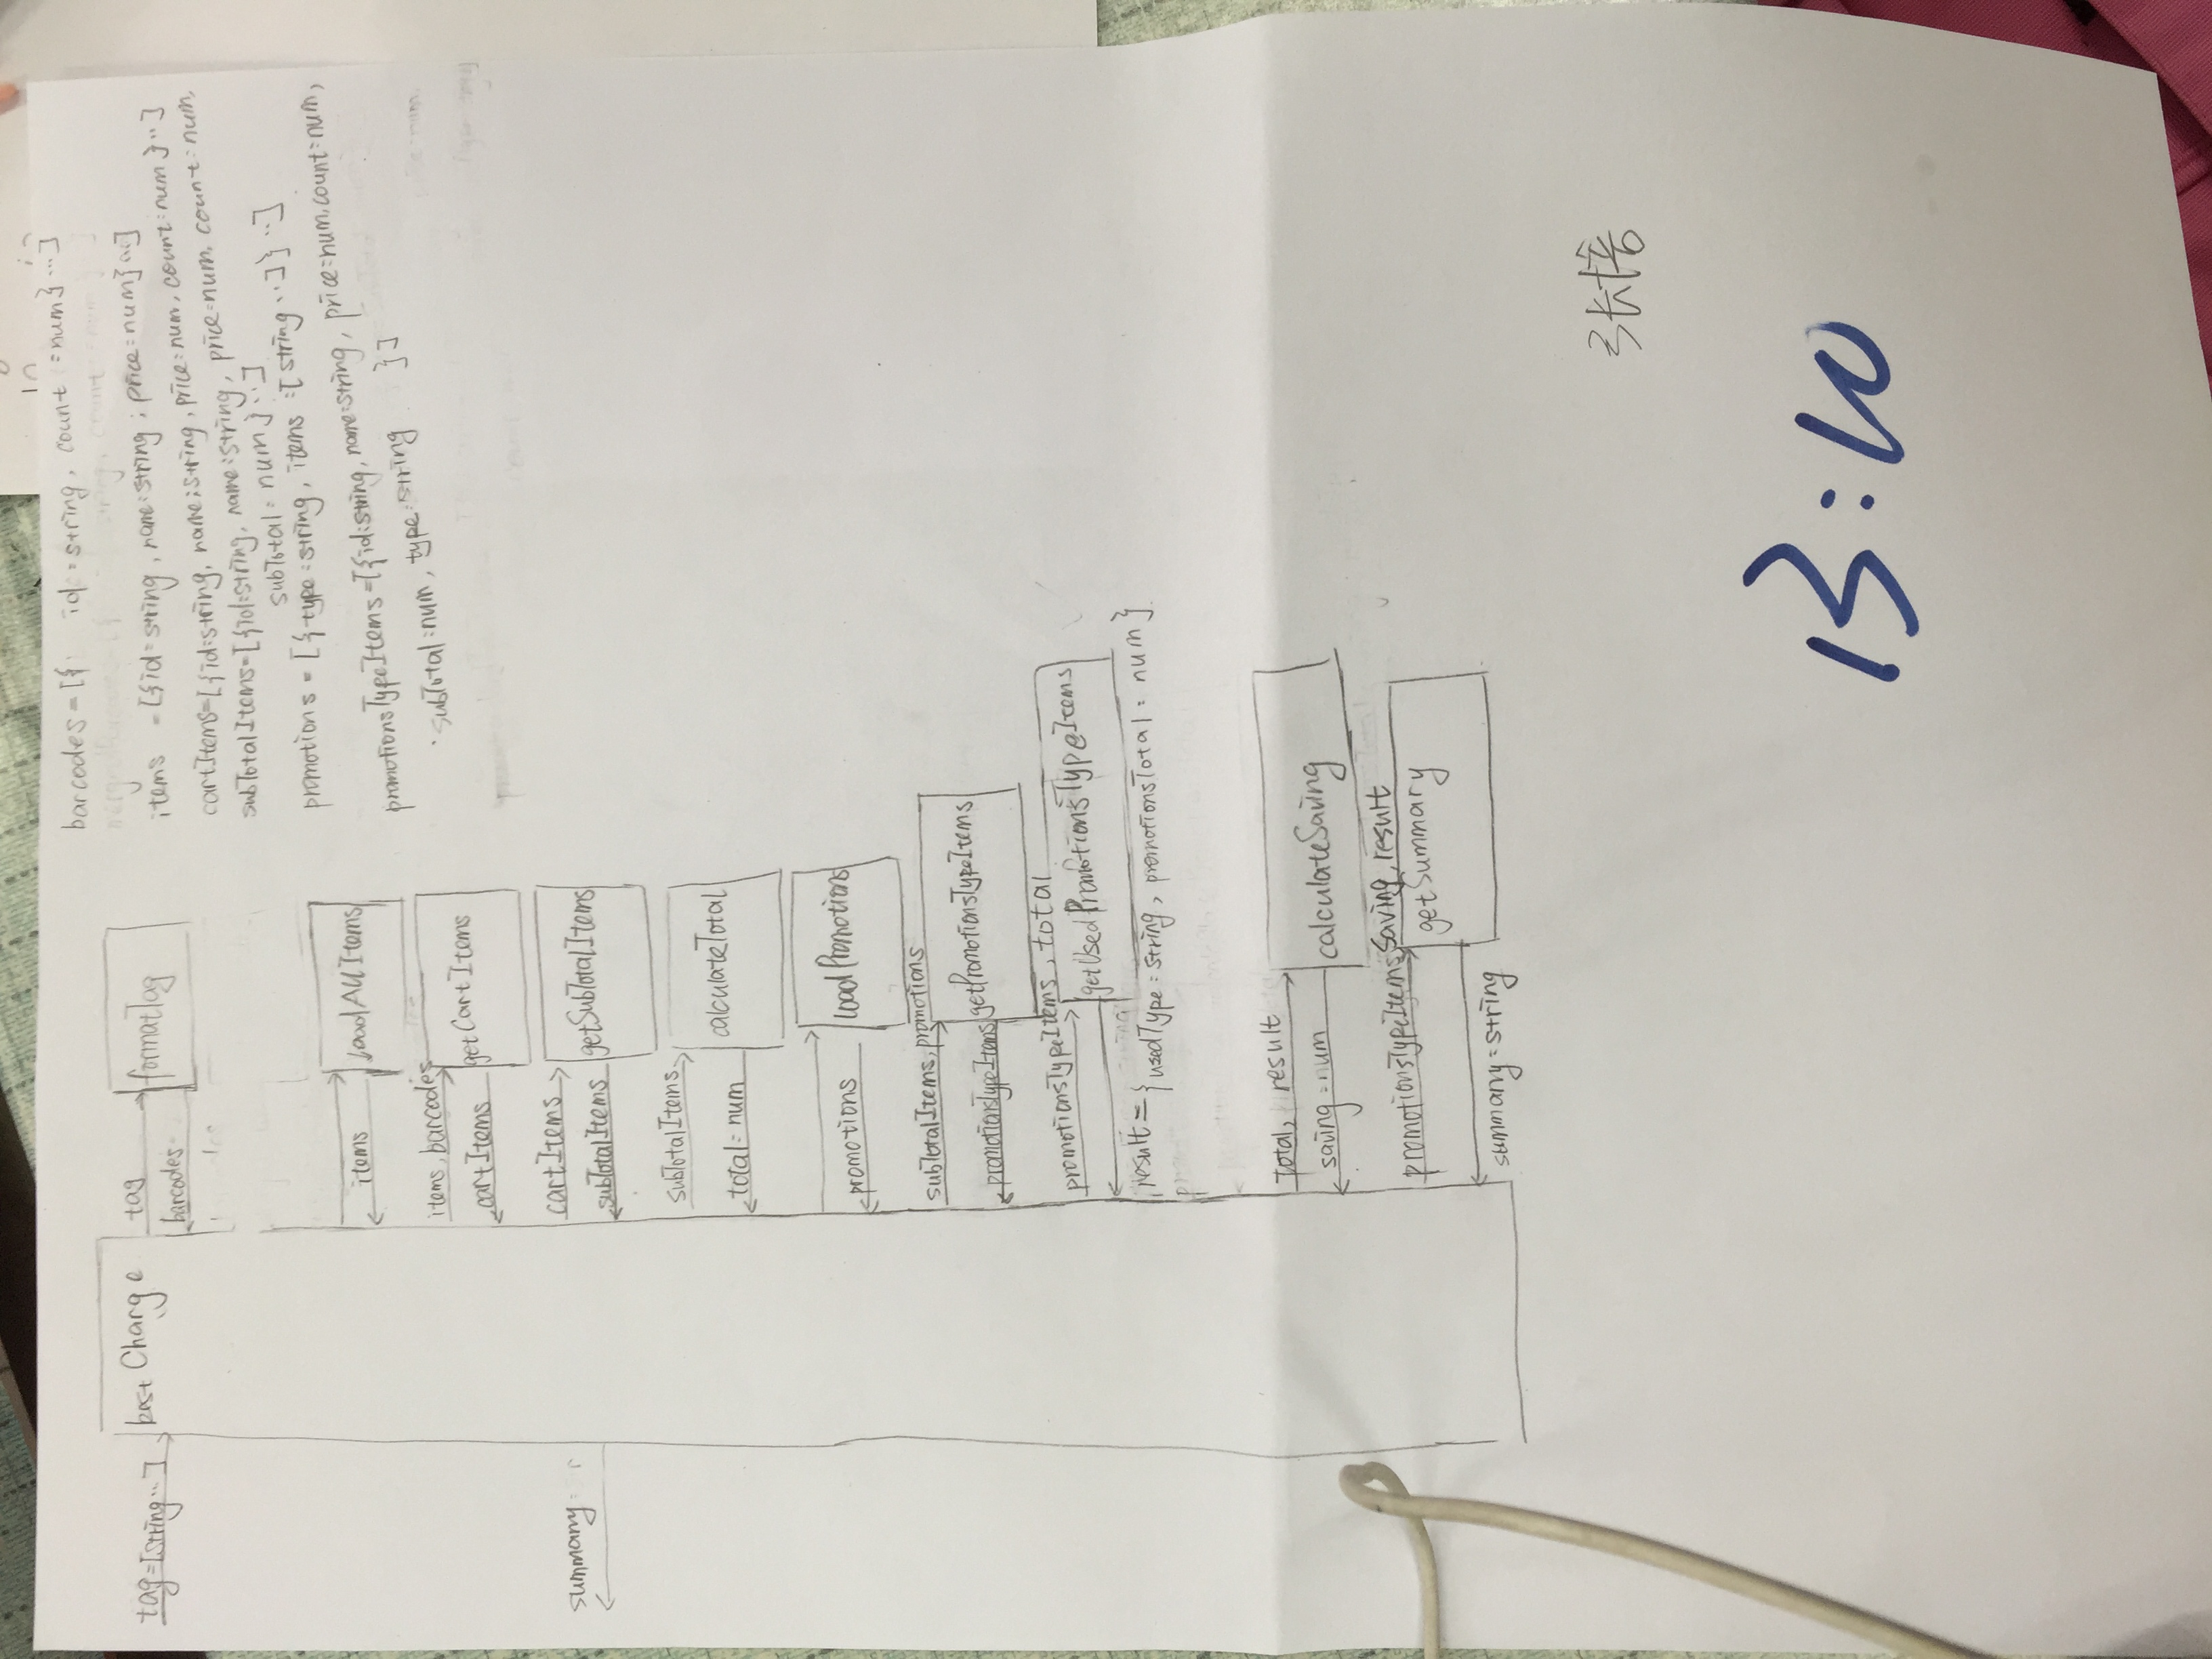 barcodes=[{ id:string, count:num}...]
items =[{id:string, name:string; price=num}...]
cartItems=[{id:string, name:string, price=num, count:num}...]
subTotalItems=[{id:string, name:string, price=num, count:num,
subTotal:num}...]
promotions = [{type:string, items:[string...]}...]
promotionsTypeItems=[{id:string, name:string, price=num, count=num,
subTotal:num, type:string }]
tag=[string...]
best Charge
tag
formatTag
barcodes
items
loadAllItems
items, barcodes
getCartItems
cartItems
cartItems
getSubTotalItems
subTotalItems
summary
subTotalItems
calculateTotal
total:num
loadPromotions
promotions
subTotalItems, promotions
getPromotionsTypeItems
promotionsTypeItems
promotionsTypeItems, total
getUsedPromotionsTypeItems
result={usedType:string, promotionsTotal:num}
total, result
calculateSaving
saving:num
promotionsTypeItems, saving, result
getSummary
summary:string
张培
13:10